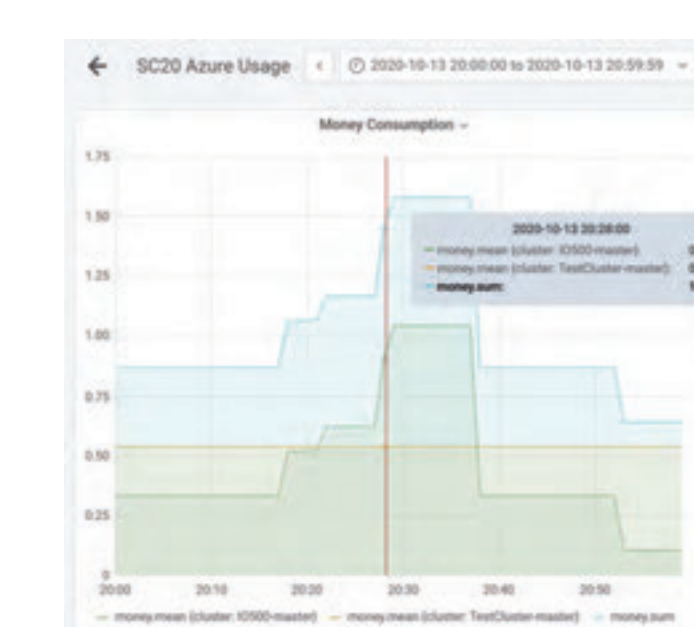 SC20 Azure Usage
2020-10-13 20:00:00 to 2020-10-13 20:59:59
Money Consumption
1.75
1.50
1.25
1.00
0.75
0.50
0.25
0
2020-10-13 20:28:00
money.mean (cluster: IO500-master):
money.mean (cluster: TestCluster-master):
money.sum:
20:00 20:10 20:20 20:30 20:40 20:50
money.mean (cluster: IO500-master) money.mean (cluster: TestCluster-master) money.sum